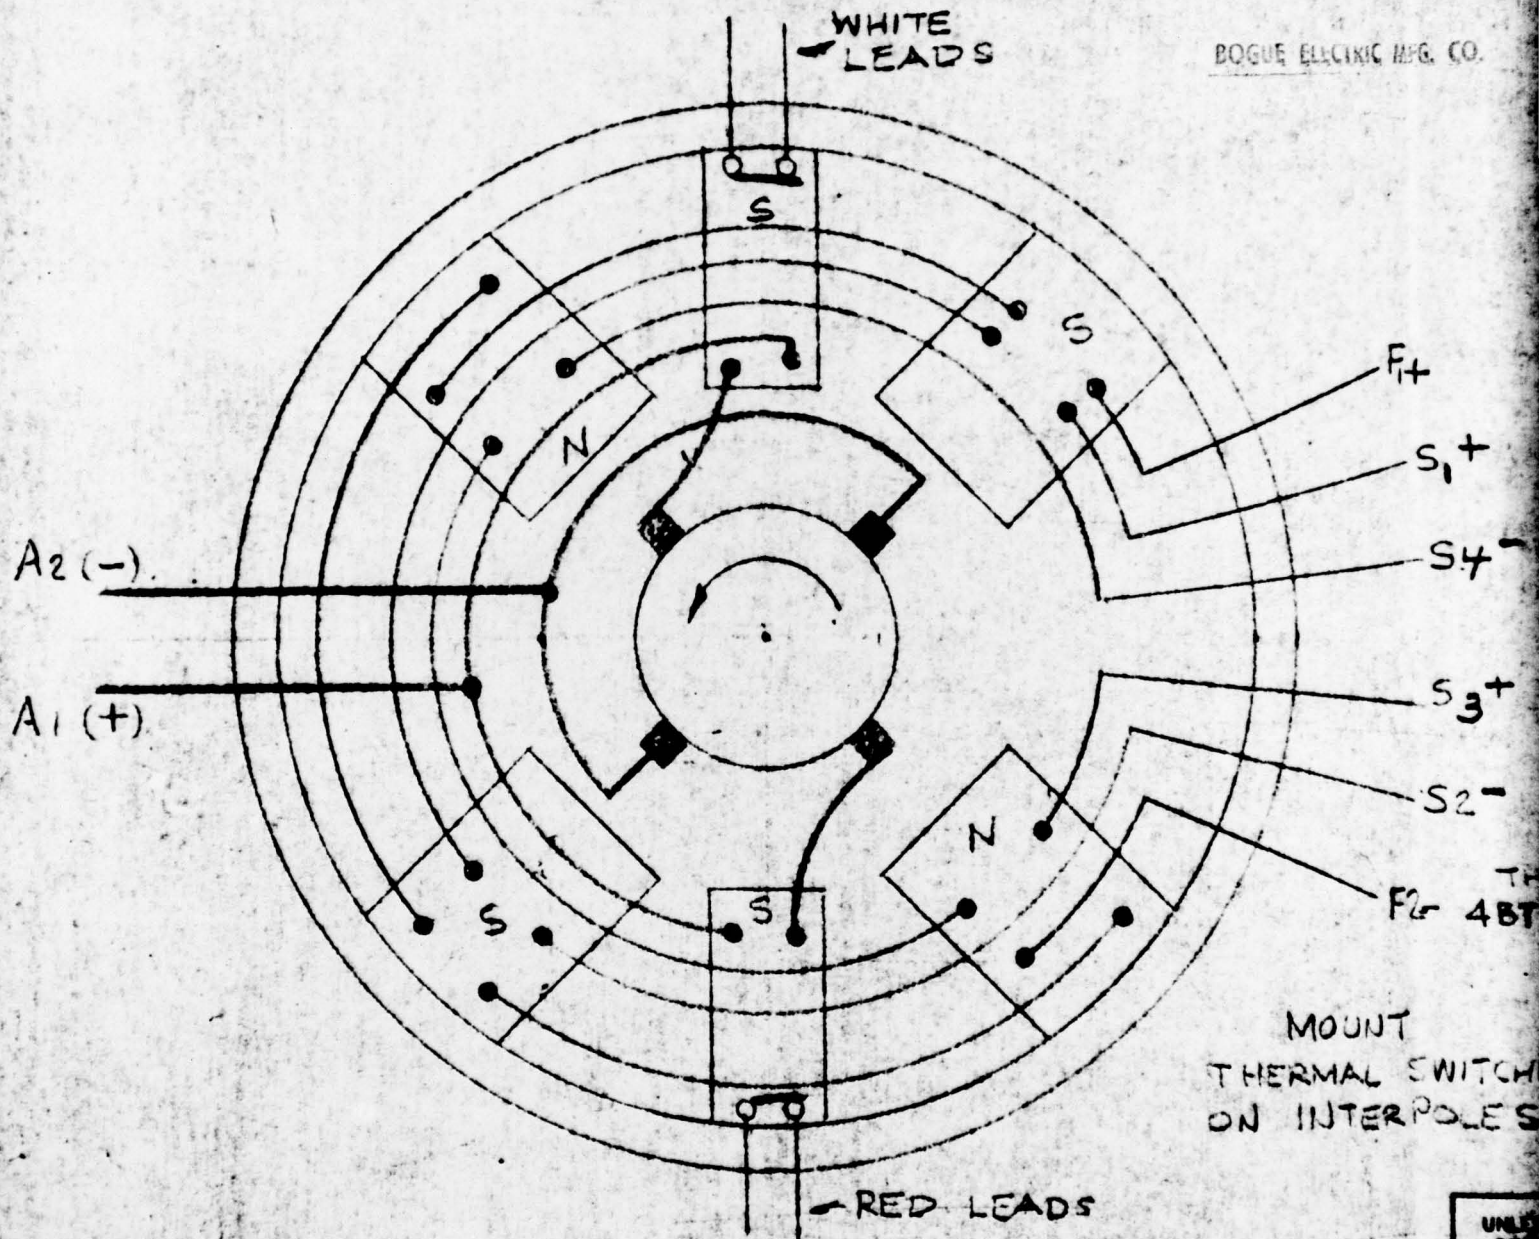 WHITE
LEADS
BOGUE ELECTRIC MFG. CO.
S
S
N
F1+
S1+
S4-
A2 (-)
A1 (+)
S3+
S2-
F2-
N
S
S
MOUNT
THERMAL SWITCH
ON INTERPOLES
RED LEADS